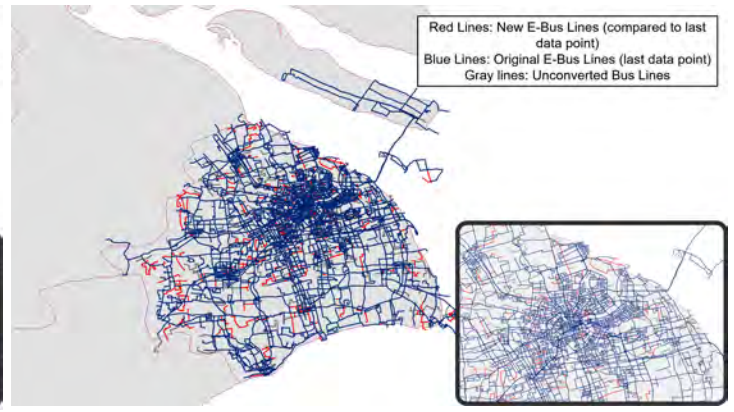 Red Lines: New E-Bus Lines (compared to last
data point)
Blue Lines: Original E-Bus Lines (last data point)
Gray lines: Unconverted Bus Lines